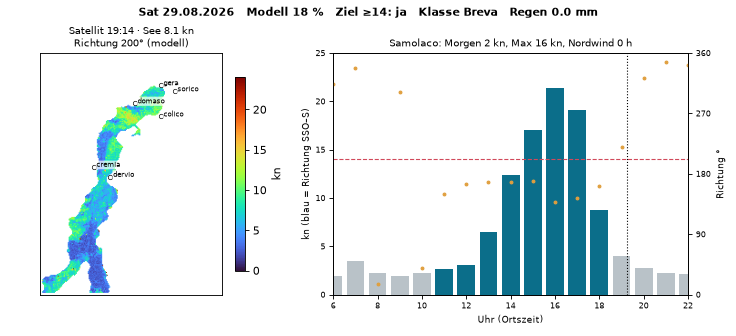 Sat 29.08.2026   Modell 18 %   Ziel ≥14: ja   Klasse Breva   Regen 0.0 mm
Satellit 19:14 · See 8.1 kn
Richtung 200° (modell)
gera
sorico
domaso
colico
cremia
dervio
20
15
10
5
0
kn
Samolaco: Morgen 2 kn, Max 16 kn, Nordwind 0 h
kn (blau = Richtung SSO-S)
25
20
15
10
5
0
6
8
10
12
14
16
18
20
22
Uhr (Ortszeit)
360
270
180
90
0
Richtung °